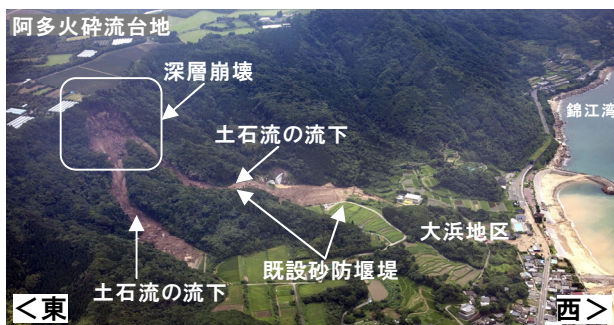 阿多火砕流台地
深層崩壊
錦江湾
土石流の流下
大浜地区
既設砂防堰堤
土石流の流下
＜東
西＞